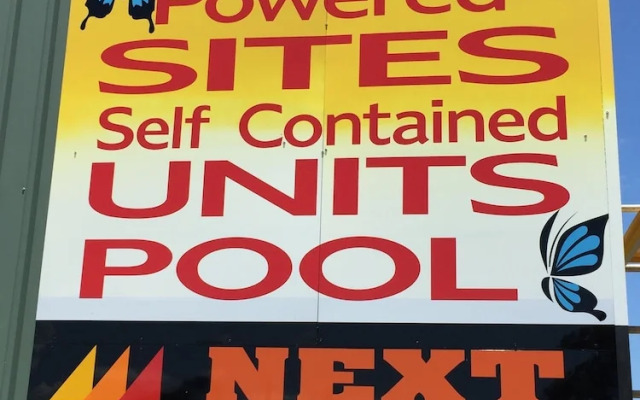 Powered
SITES
Self Contained
UNITS
POOL
NEXT